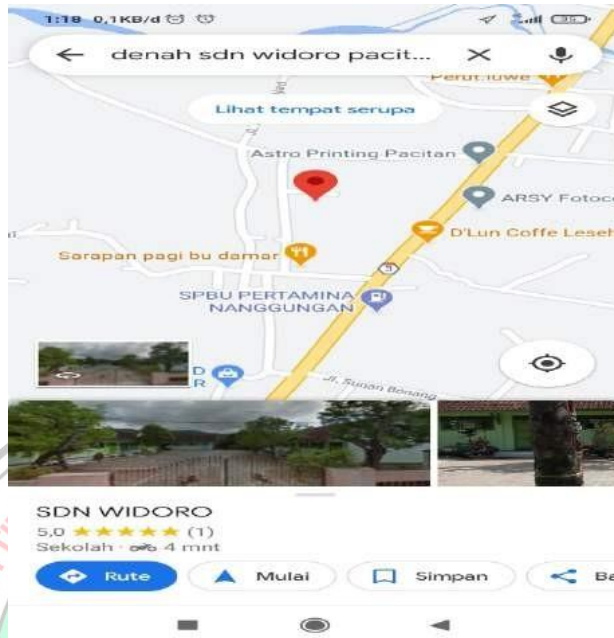 1:18 0,1KB/d
35
denah sdn widoro pacit...
Perut.luwe
Lihat tempat serupa
Astro Printing Pacitan
ARSY Fotoco
D'Lun Coffe Leseh
Sarapan pagi bu damar
SPBU PERTAMINA
NANGGUNGAN
D
R
Jl. Sunan Bonang
SDN WIDORO
5,0 (1)
Sekolah · 4 mnt
Rute
Mulai
Simpan
Ba